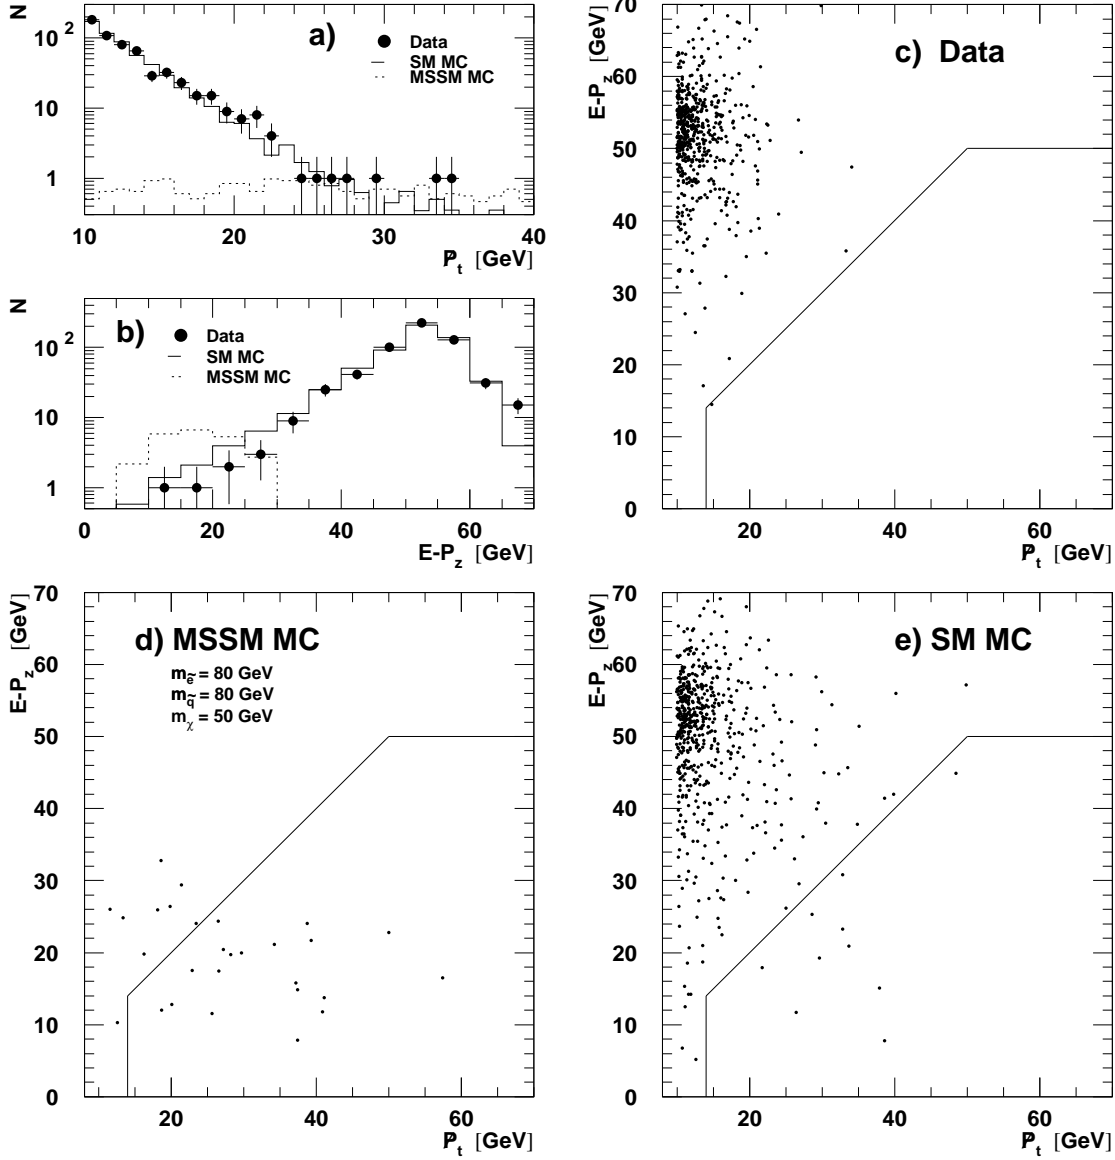 N
10 2
10
1
a)
Data
SM MC
MSSM MC
10 20 30 40
P̸t [GeV]
N
10 2
10
1
b)
Data
SM MC
MSSM MC
0 20 40 60
E-Pz [GeV]
E-Pz [GeV]
c) Data
70
60
50
40
30
20
10
0
20 40 60
P̸t [GeV]
E-Pz [GeV]
d) MSSM MC
mẽ = 80 GeV
mq̃ = 80 GeV
mχ = 50 GeV
70
60
50
40
30
20
10
0
20 40 60
P̸t [GeV]
E-Pz [GeV]
e) SM MC
70
60
50
40
30
20
10
0
20 40 60
P̸t [GeV]